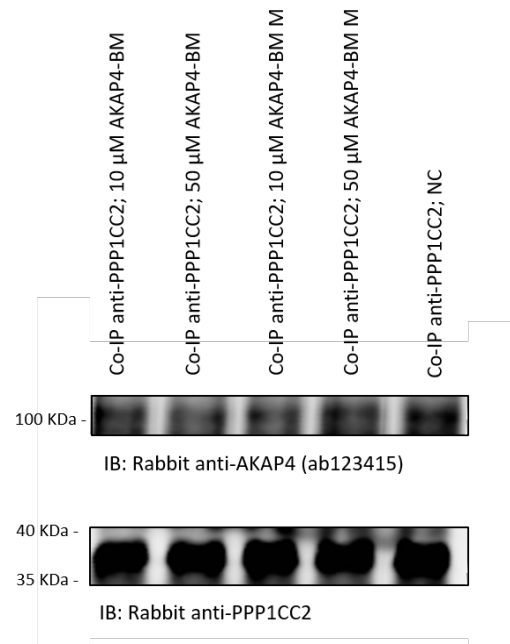 Co-IP anti-PPP1CC2; 10 µM AKAP4-BM
Co-IP anti-PPP1CC2; 50 µM AKAP4-BM
Co-IP anti-PPP1CC2; 10 µM AKAP4-BM M
Co-IP anti-PPP1CC2; 50 µM AKAP4-BM M
Co-IP anti-PPP1CC2; NC
100 KDa -
IB: Rabbit anti-AKAP4 (ab123415)
40 KDa -
35 KDa -
IB: Rabbit anti-PPP1CC2